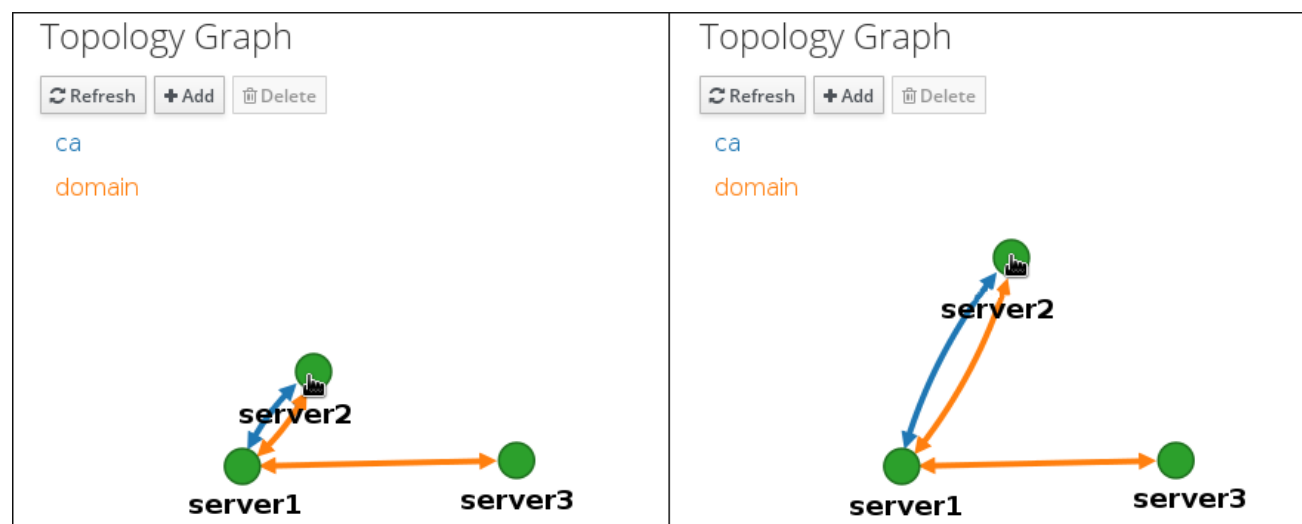 Topology Graph
Refresh Add Delete
ca
domain
server2
server1
server3
Topology Graph
Refresh Add Delete
ca
domain
server2
server1
server3